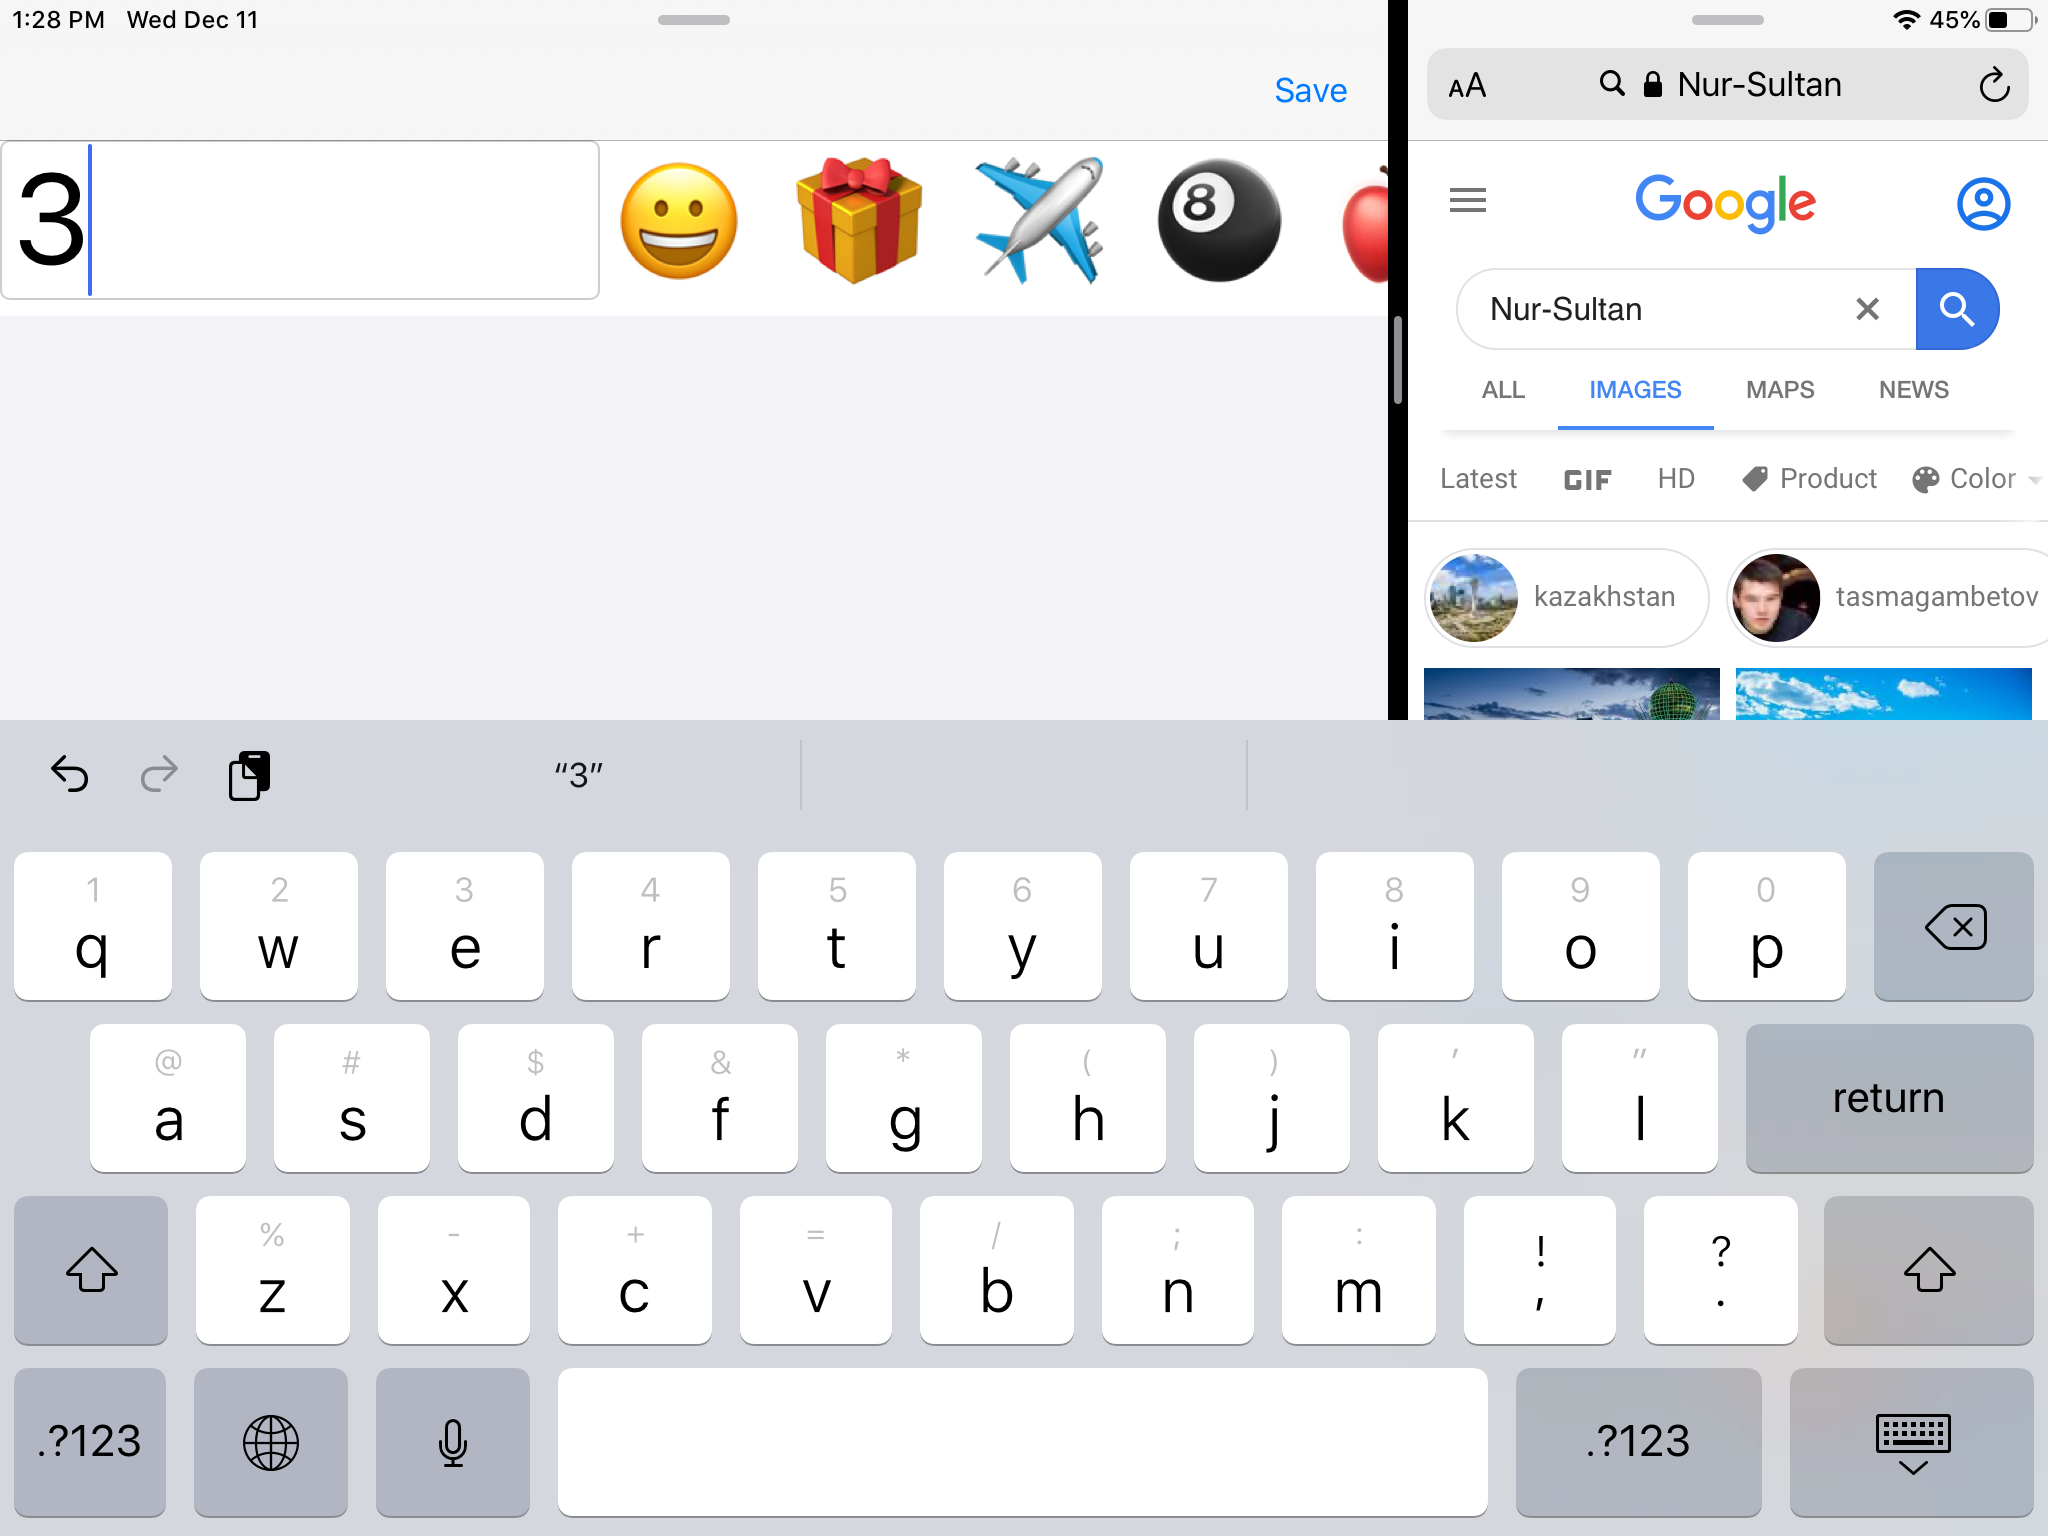 1:28 PM Wed Dec 11
45%
Save
AA Nur-Sultan
3
8
Google
Nur-Sultan
ALL IMAGES MAPS NEWS
Latest GIF HD Product Color
kazakhstan tasmagambetov
“3”
1 2 3 4 5 6 7 8 9 0
q w e r t y u i o p
@ # $ & * ( ) ' "
a s d f g h j k l return
% - + = / ; : ! ?
z x c v b n m , .
.?123 .?123